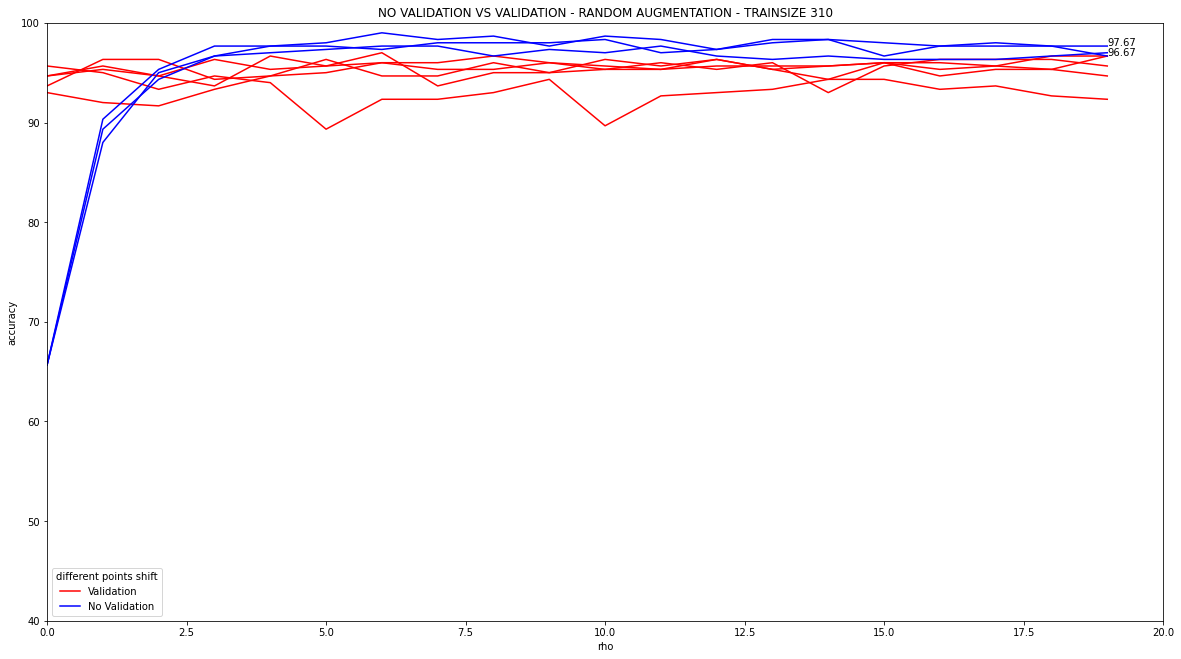 NO VALIDATION VS VALIDATION - RANDOM AUGMENTATION - TRAINSIZE 310
100
90
80
70
60
50
40
accuracy
97.67
96.67
different points shift
Validation
No Validation
0.0 2.5 5.0 7.5 10.0 12.5 15.0 17.5 20.0
rho